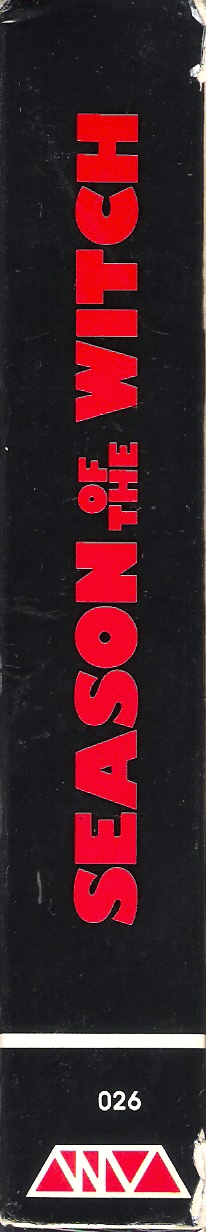 SEASON OF THE WITCH
026